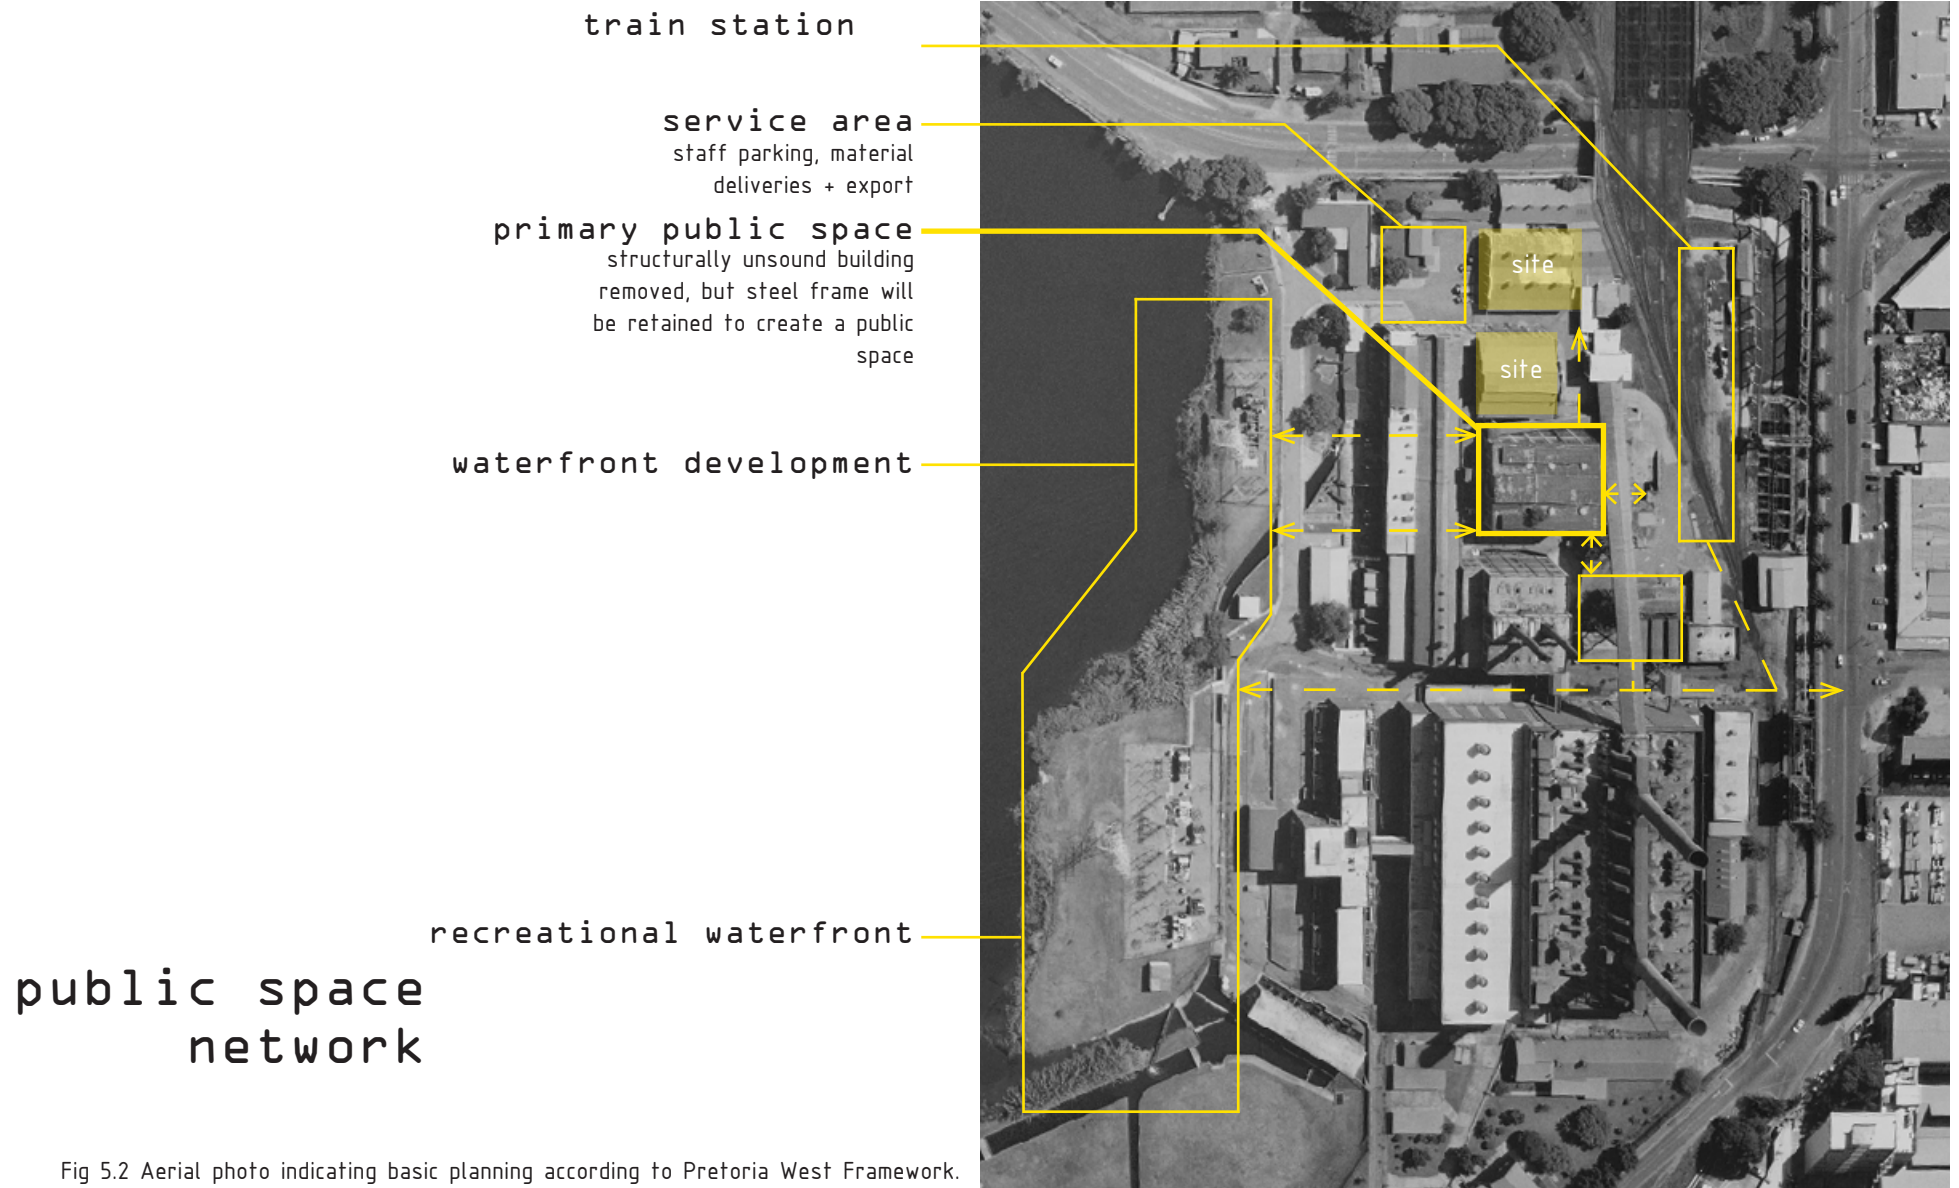 train station
service area
staff parking, material
deliveries + export
primary public space
structurally unsound building
removed, but steel frame will
be retained to create a public
space
site
site
waterfront development
recreational waterfront
public space
network
Fig 5.2 Aerial photo indicating basic planning according to Pretoria West Framework.